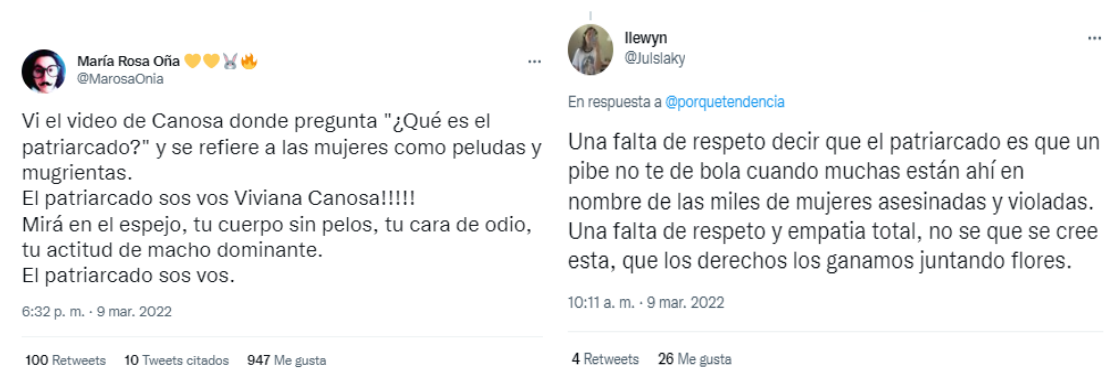 María Rosa Oña 💛💛🐰🔥
@MarosaOnia
...
Vi el video de Canosa donde pregunta "¿Qué es el
patriarcado?" y se refiere a las mujeres como peludas y
mugrientas.
El patriarcado sos vos Viviana Canosa!!!!!
Mirá en el espejo, tu cuerpo sin pelos, tu cara de odio,
tu actitud de macho dominante.
El patriarcado sos vos.
6:32 p. m. · 9 mar. 2022
100 Retweets 10 Tweets citados 947 Me gusta
llewyn
@Julslaky
...
En respuesta a @porquetendencia
Una falta de respeto decir que el patriarcado es que un
pibe no te de bola cuando muchas están ahí en
nombre de las miles de mujeres asesinadas y violadas.
Una falta de respeto y empatia total, no se que se cree
esta, que los derechos los ganamos juntando flores.
10:11 a. m. · 9 mar. 2022
4 Retweets 26 Me gusta